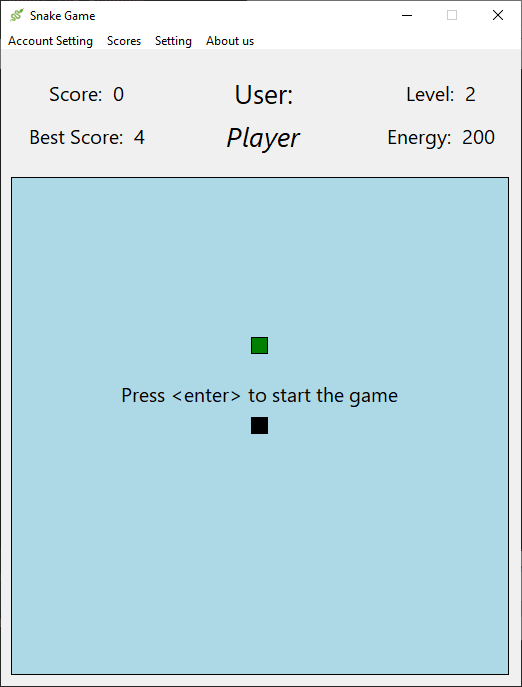 Snake Game
Account Setting Scores Setting About us
Score: 0
User:
Level: 2
Best Score: 4
Player
Energy: 200
Press <enter> to start the game